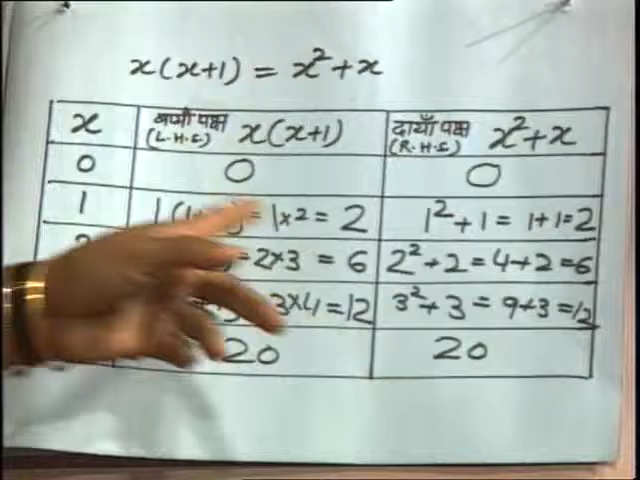 x(x+1) = x²+x
x बायाँ पक्ष (L.H.S) x(x+1) दायाँ पक्ष (R.H.S) x²+x
0 0 0
1 = 1×2 = 2 1²+1 = 1+1=2
= 2×3 = 6 2²+2=4+2=6
3×4=12 3²+3 = 9+3=12
20 20